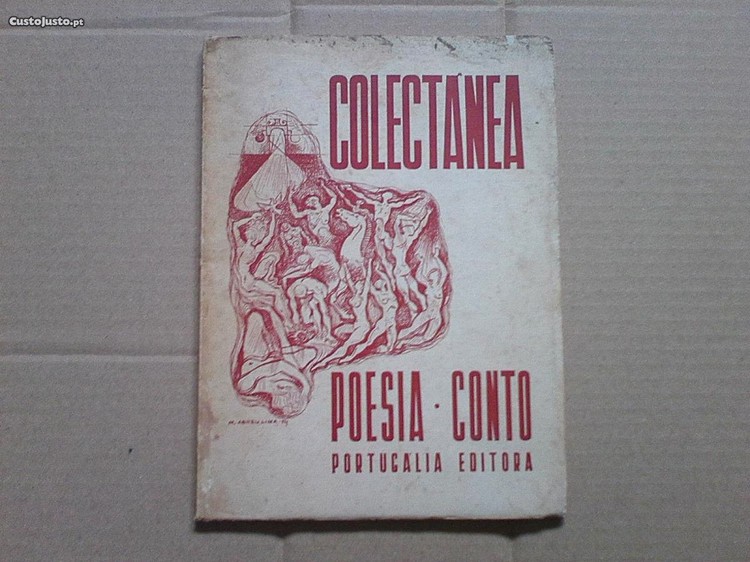 CustoJusto.pt
COLECTÂNEA
POESIA · CONTO
PORTUGÁLIA EDITORA